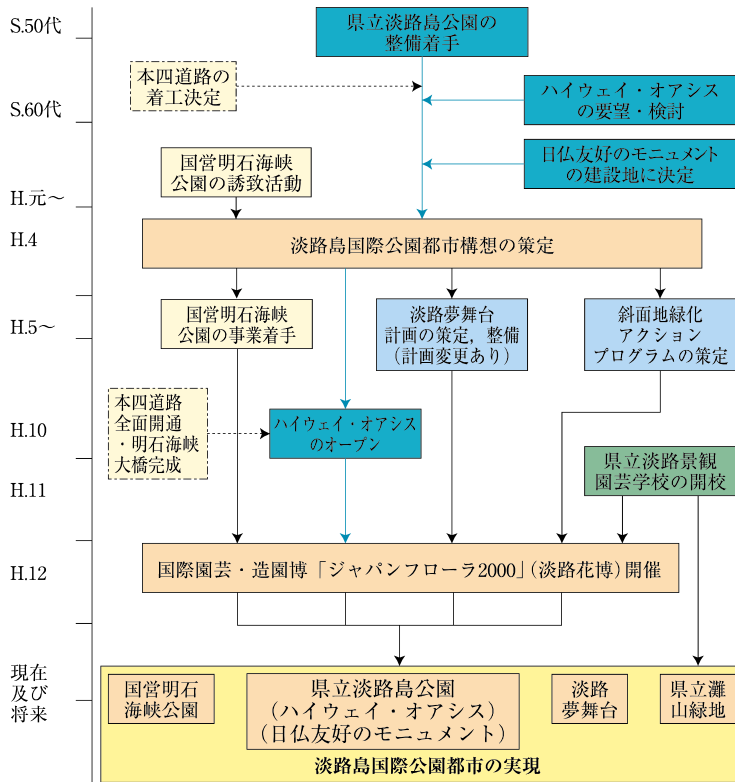 S.50代
県立淡路島公園の
整備着手
本四道路の
着工決定
ハイウェイ・オアシス
の要望・検討
S.60代
日仏友好のモニュメント
の建設地に決定
国営明石海峡
公園の誘致活動
H.元～
H.4
淡路島国際公園都市構想の策定
H.5～
国営明石海峡
公園の事業着手
淡路夢舞台
計画の策定，整備
（計画変更あり）
斜面地緑化
アクション
プログラムの策定
本四道路
全面開通
・明石海峡
大橋完成
H.10
ハイウェイ・オアシス
のオープン
県立淡路景観
園芸学校の開校
H.11
H.12
国際園芸・造園博「ジャパンフローラ2000」（淡路花博）開催
現在
及び
将来
国営明石
海峡公園
県立淡路島公園
（ハイウェイ・オアシス）
（日仏友好のモニュメント）
淡路
夢舞台
県立灘
山緑地
淡路島国際公園都市の実現